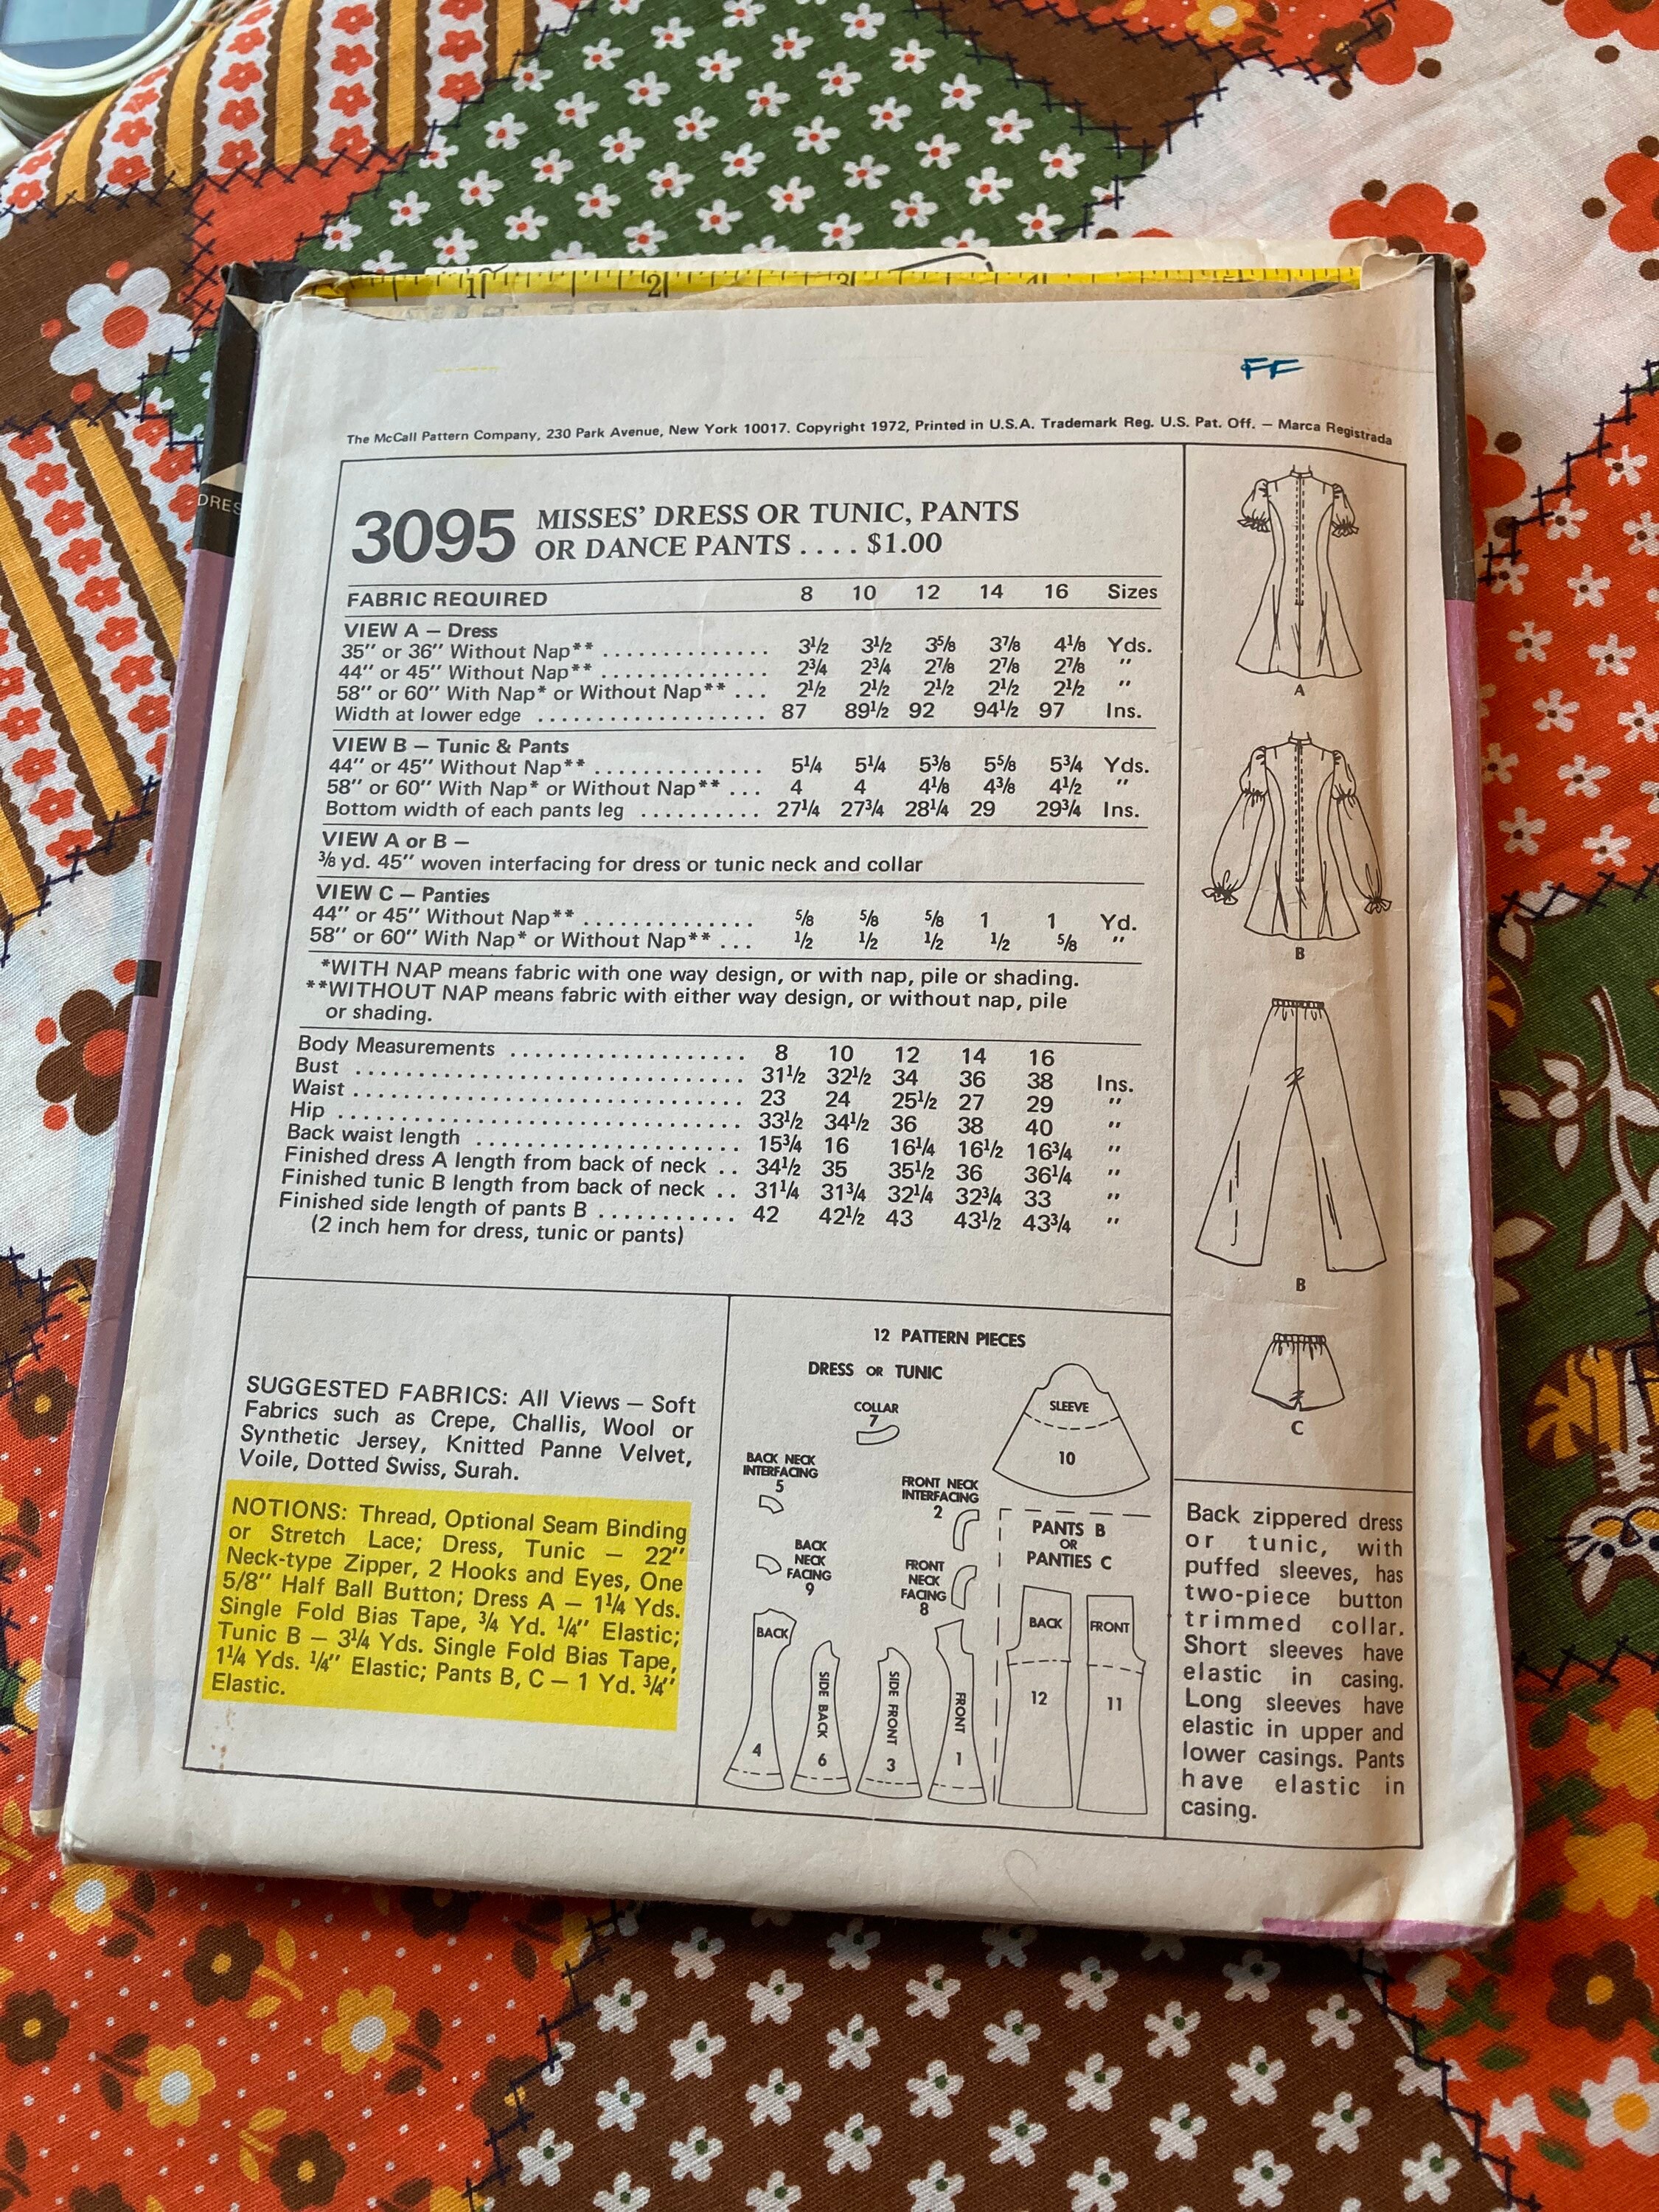 1 2 3 4 5
FF
The McCall Pattern Company, 230 Park Avenue, New York 10017. Copyright 1972, Printed in U.S.A. Trademark Reg. U.S. Pat. Off. — Marca Registrada
DRES
3095 MISSES' DRESS OR TUNIC, PANTS
OR DANCE PANTS . . . . $1.00
FABRIC REQUIRED 8 10 12 14 16 Sizes
VIEW A — Dress
35" or 36" Without Nap** . . . . . . . . . . . . . . 3½ 3½ 3⅝ 3⅞ 4⅛ Yds.
44" or 45" Without Nap** . . . . . . . . . . . . . . 2¾ 2¾ 2⅞ 2⅞ 2⅞ "
58" or 60" With Nap* or Without Nap** . . . 2½ 2½ 2½ 2½ 2½ "
Width at lower edge . . . . . . . . . . . . . . . . . . . 87 89½ 92 94½ 97 Ins.
VIEW B — Tunic & Pants
44" or 45" Without Nap** . . . . . . . . . . . . . . 5¼ 5¼ 5⅜ 5⅝ 5¾ Yds.
58" or 60" With Nap* or Without Nap** . . . 4 4 4⅛ 4⅜ 4½ "
Bottom width of each pants leg . . . . . . . . . . 27¼ 27¾ 28¼ 29 29¾ Ins.
VIEW A or B —
⅜ yd. 45" woven interfacing for dress or tunic neck and collar
VIEW C — Panties
44" or 45" Without Nap** . . . . . . . . . . . . . . ⅝ ⅝ ⅝ 1 1 Yd.
58" or 60" With Nap* or Without Nap** . . . ½ ½ ½ ½ ⅝ "
*WITH NAP means fabric with one way design, or with nap, pile or shading.
**WITHOUT NAP means fabric with either way design, or without nap, pile
or shading.
Body Measurements . . . . . . . . . . . . . . . . . . . . 8 10 12 14 16
Bust . . . . . . . . . . . . . . . . . . . . . . . . . . . . . . . . . 31½ 32½ 34 36 38 Ins.
Waist . . . . . . . . . . . . . . . . . . . . . . . . . . . . . . . . 23 24 25½ 27 29 "
Hip . . . . . . . . . . . . . . . . . . . . . . . . . . . . . . . . . . 33½ 34½ 36 38 40 "
Back waist length . . . . . . . . . . . . . . . . . . . . . . 15¾ 16 16¼ 16½ 16¾ "
Finished dress A length from back of neck . . 34½ 35 35½ 36 36¼ "
Finished tunic B length from back of neck . . 31¼ 31¾ 32¼ 32¾ 33 "
Finished side length of pants B . . . . . . . . . . . 42 42½ 43 43½ 43¾ "
(2 inch hem for dress, tunic or pants)
A
B
B
C
SUGGESTED FABRICS: All Views — Soft
Fabrics such as Crepe, Challis, Wool or
Synthetic Jersey, Knitted Panne Velvet,
Voile, Dotted Swiss, Surah.
NOTIONS: Thread, Optional Seam Binding
or Stretch Lace; Dress, Tunic — 22"
Neck-type Zipper, 2 Hooks and Eyes, One
5/8" Half Ball Button; Dress A — 1¼ Yds.
Single Fold Bias Tape, ¾ Yd. ¼" Elastic;
Tunic B — 3¼ Yds. Single Fold Bias Tape,
1¼ Yds. ¼" Elastic; Pants B, C — 1 Yd. ¾"
Elastic.
12 PATTERN PIECES
DRESS OR TUNIC
COLLAR
7
SLEEVE
10
BACK NECK
INTERFACING
5
FRONT NECK
INTERFACING
2
BACK
NECK
FACING
9
FRONT
NECK
FACING
8
PANTS B
OR
PANTIES C
BACK
4
SIDE BACK
6
SIDE FRONT
3
FRONT
1
BACK
12
FRONT
11
Back zippered dress
or tunic, with
puffed sleeves, has
two-piece button
trimmed collar.
Short sleeves have
elastic in casing.
Long sleeves have
elastic in upper and
lower casings. Pants
have elastic in
casing.